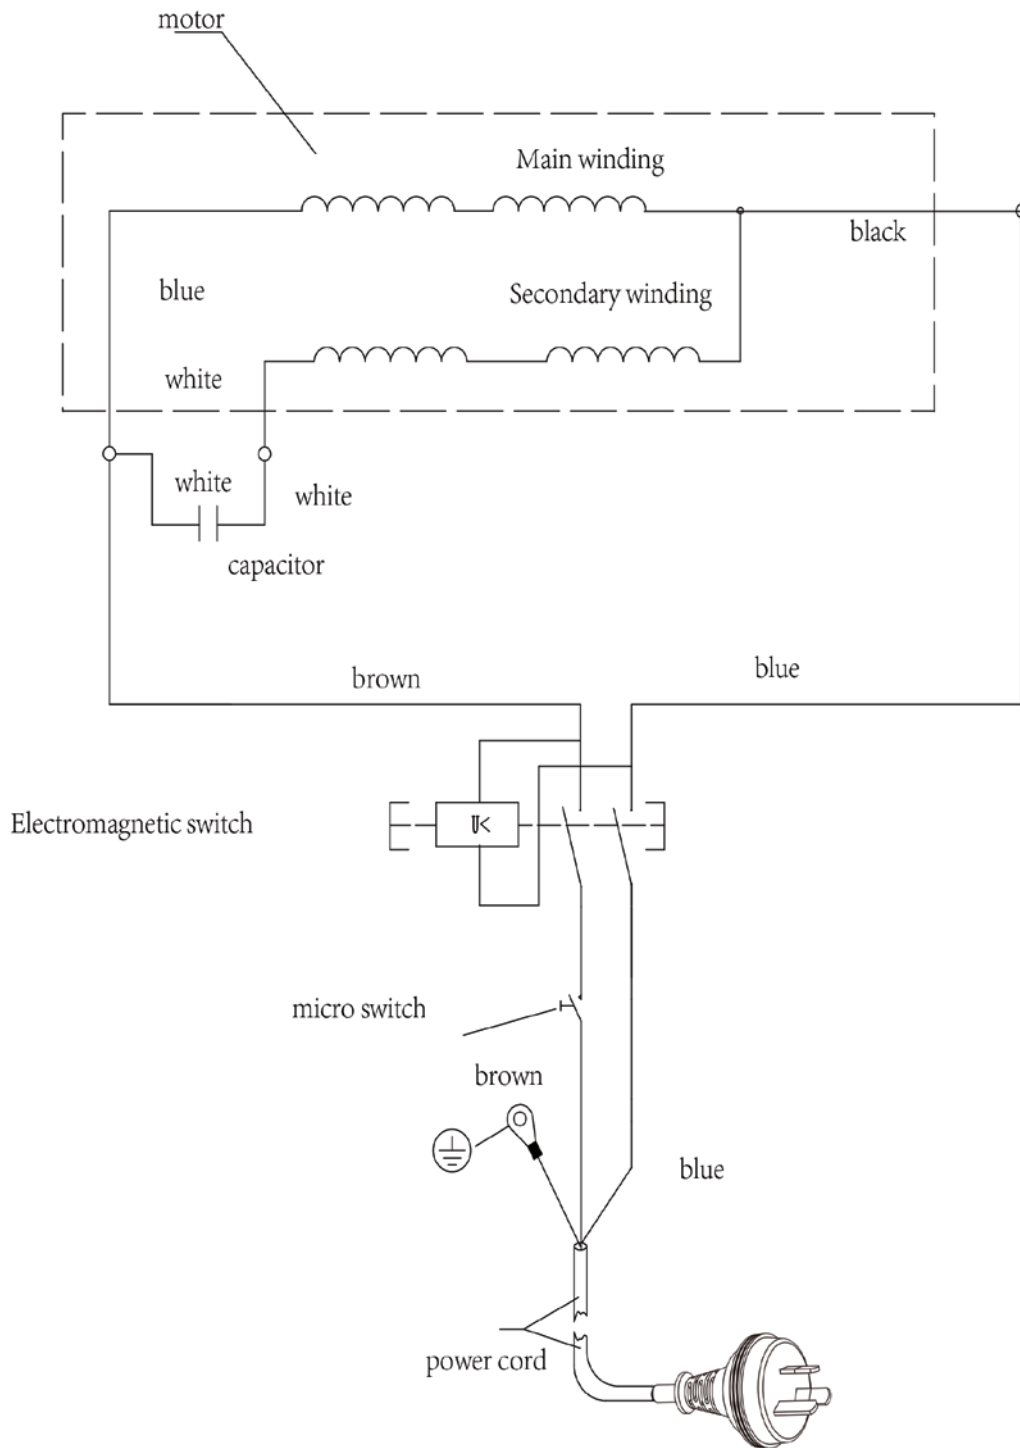 motor
Main winding
black
blue
Secondary winding
white
white
white
capacitor
brown
blue
Electromagnetic switch
U<
micro switch
brown
blue
power cord